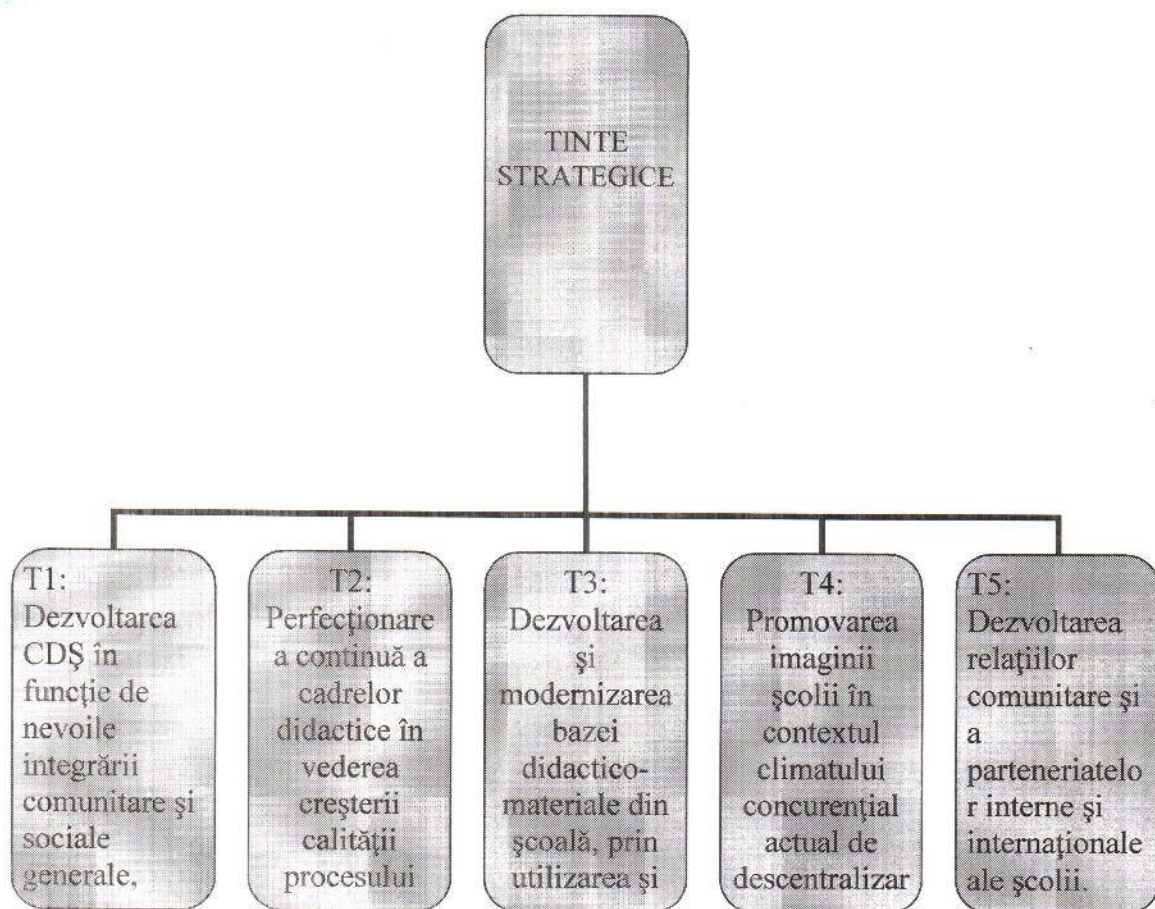 TINTE
STRATEGICE
T1:
Dezvoltarea
CDŞ în
funcţie de
nevoile
integrării
comunitare şi
sociale
generale,
T2:
Perfecţionare
a continuă a
cadrelor
didactice în
vederea
creşterii
calităţii
procesului
T3:
Dezvoltarea
şi
modernizarea
bazei
didactico-
materiale din
şcoală, prin
utilizarea şi
T4:
Promovarea
imaginii
şcolii în
contextul
climatului
concurenţial
actual de
descentralizar
T5:
Dezvoltarea
relaţiilor
comunitare şi
a
parteneriatelo
r interne şi
internaţionale
ale şcolii.